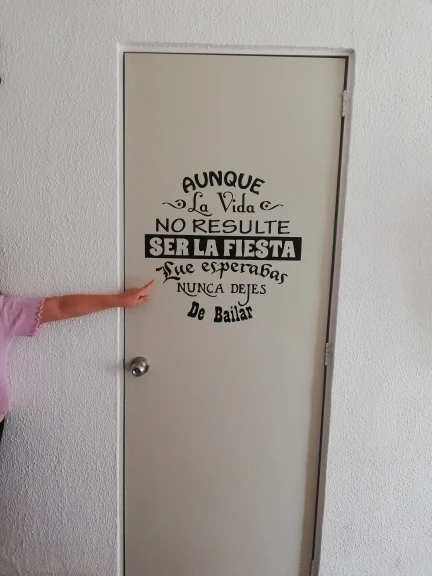 AUNQUE
La Vida
NO RESULTE
SER LA FIESTA
Que esperabas
NUNCA DEJES
De Bailar